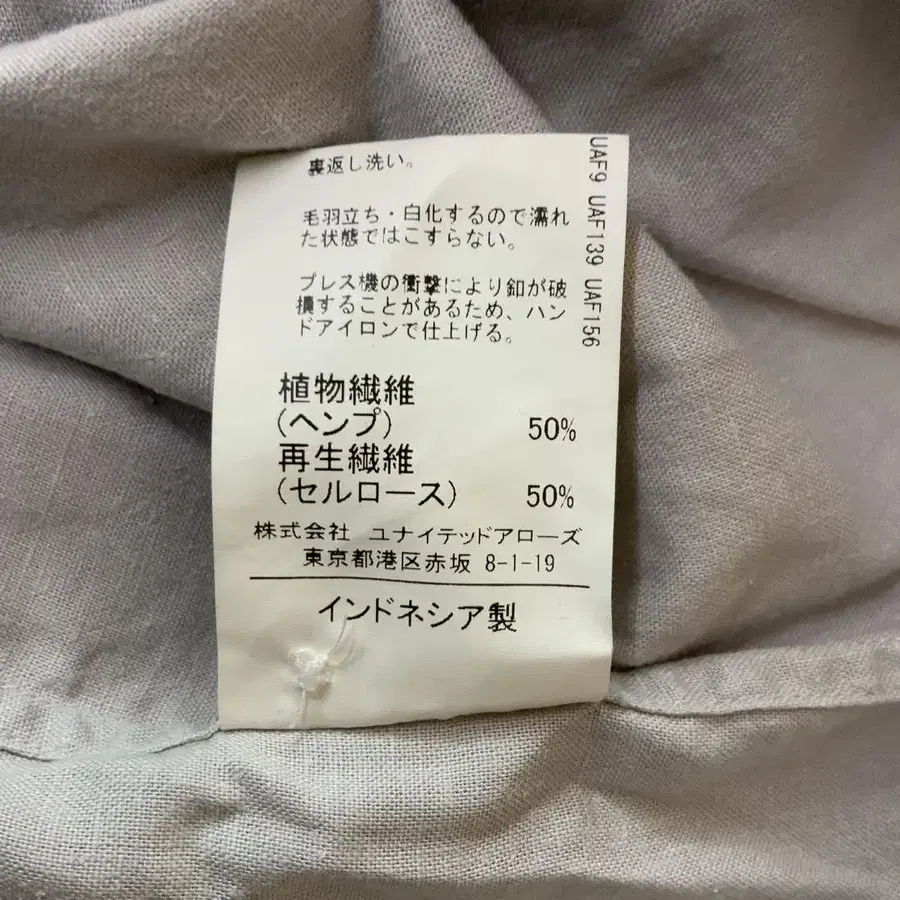 裏返し洗い。
毛羽立ち・白化するので濡れ
た状態ではこすらない。
プレス機の衝撃により釦が破
損することがあるため、ハン
ドアイロンで仕上げる。
植物繊維
(ヘンプ) 50%
再生繊維
(セルロース) 50%
株式会社 ユナイテッドアローズ
東京都港区赤坂 8-1-19
インドネシア製
UAF9 UAF139 UAF156